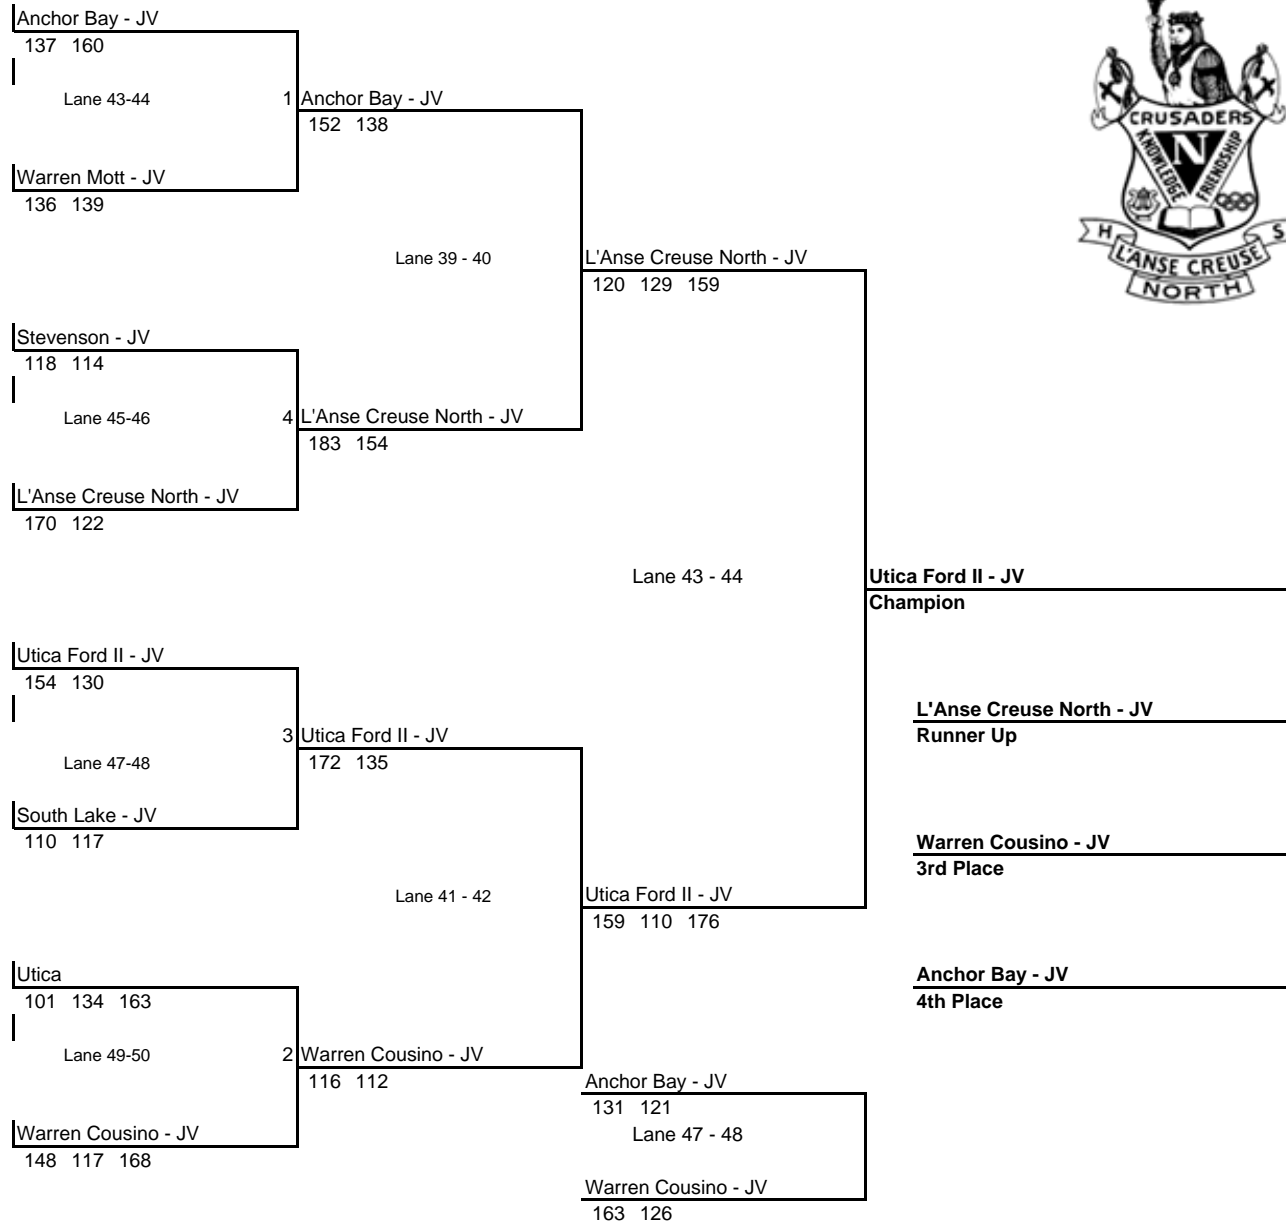 Anchor Bay - JV
137 160
Lane 43-44
1 Anchor Bay - JV
152 138
Warren Mott - JV
136 139
Lane 39 - 40
L'Anse Creuse North - JV
120 129 159
CRUSADERS
N
KNOWLEDGE
FRIENDSHIP
H S
L'ANSE CREUSE
NORTH
Stevenson - JV
118 114
Lane 45-46
4 L'Anse Creuse North - JV
183 154
L'Anse Creuse North - JV
170 122
Lane 43 - 44
Utica Ford II - JV
Champion
Utica Ford II - JV
154 130
L'Anse Creuse North - JV
Runner Up
3 Utica Ford II - JV
172 135
Lane 47-48
South Lake - JV
110 117
Warren Cousino - JV
3rd Place
Lane 41 - 42
Utica Ford II - JV
159 110 176
Utica
101 134 163
Anchor Bay - JV
4th Place
Lane 49-50
2 Warren Cousino - JV
116 112
Anchor Bay - JV
131 121
Lane 47 - 48
Warren Cousino - JV
148 117 168
Warren Cousino - JV
163 126